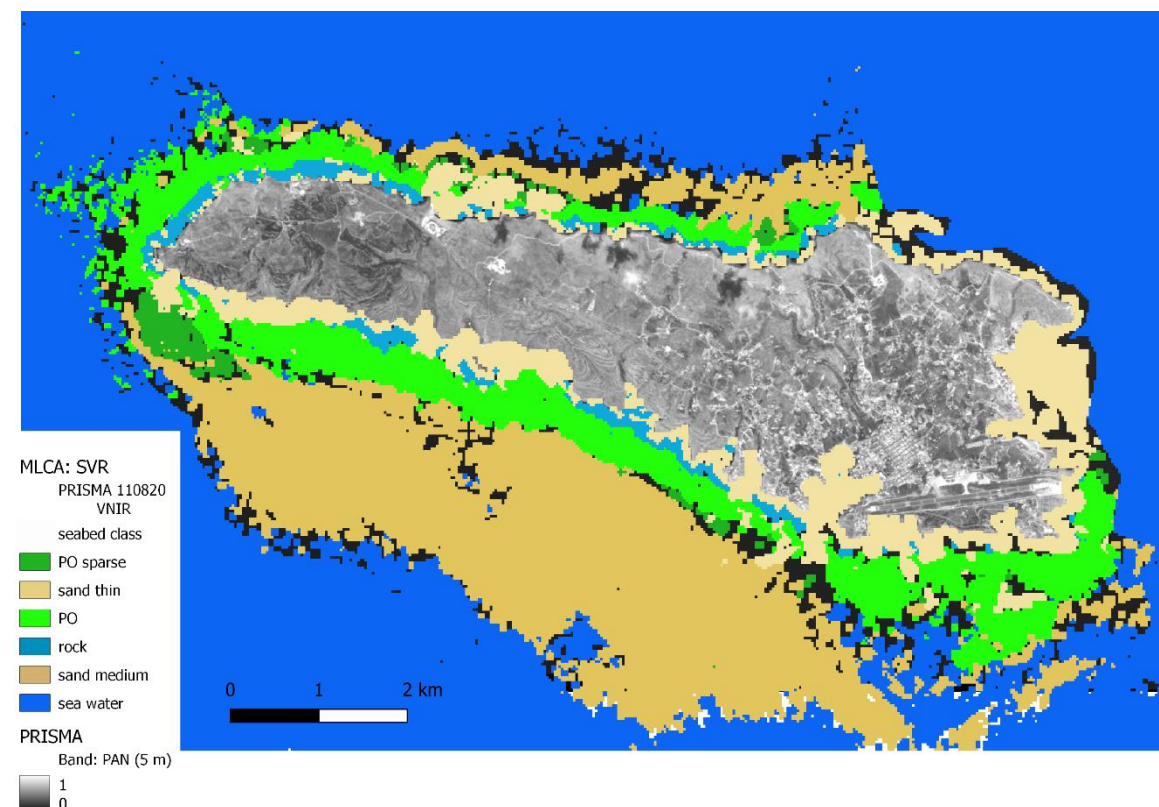 MLCA: SVR
PRISMA 110820
VNIR
seabed class
PO sparse
sand thin
PO
rock
sand medium
sea water
0 1 2 km
PRISMA
Band: PAN (5 m)
1
0